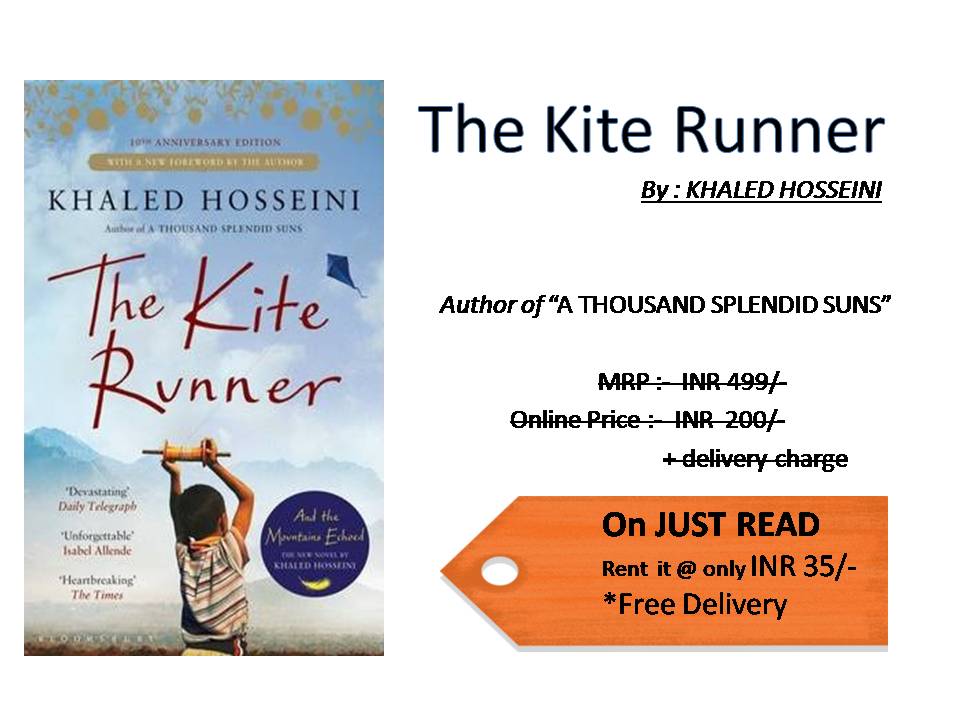 10TH ANNIVERSARY EDITION
WITH A NEW FOREWORD BY THE AUTHOR
KHALED HOSSEINI
Author of A THOUSAND SPLENDID SUNS
The Kite
Runner
'Devastating'
Daily Telegraph
'Unforgettable'
Isabel Allende
'Heartbreaking'
The Times
And the
Mountains Echoed
THE NEW NOVEL BY
KHALED HOSSEINI
BLOOMSBURY
The Kite Runner
By : KHALED HOSSEINI
Author of “A THOUSAND SPLENDID SUNS”
MRP :- INR 499/-
Online Price :- INR 200/-
+ delivery charge
On JUST READ
Rent it @ only INR 35/-
*Free Delivery